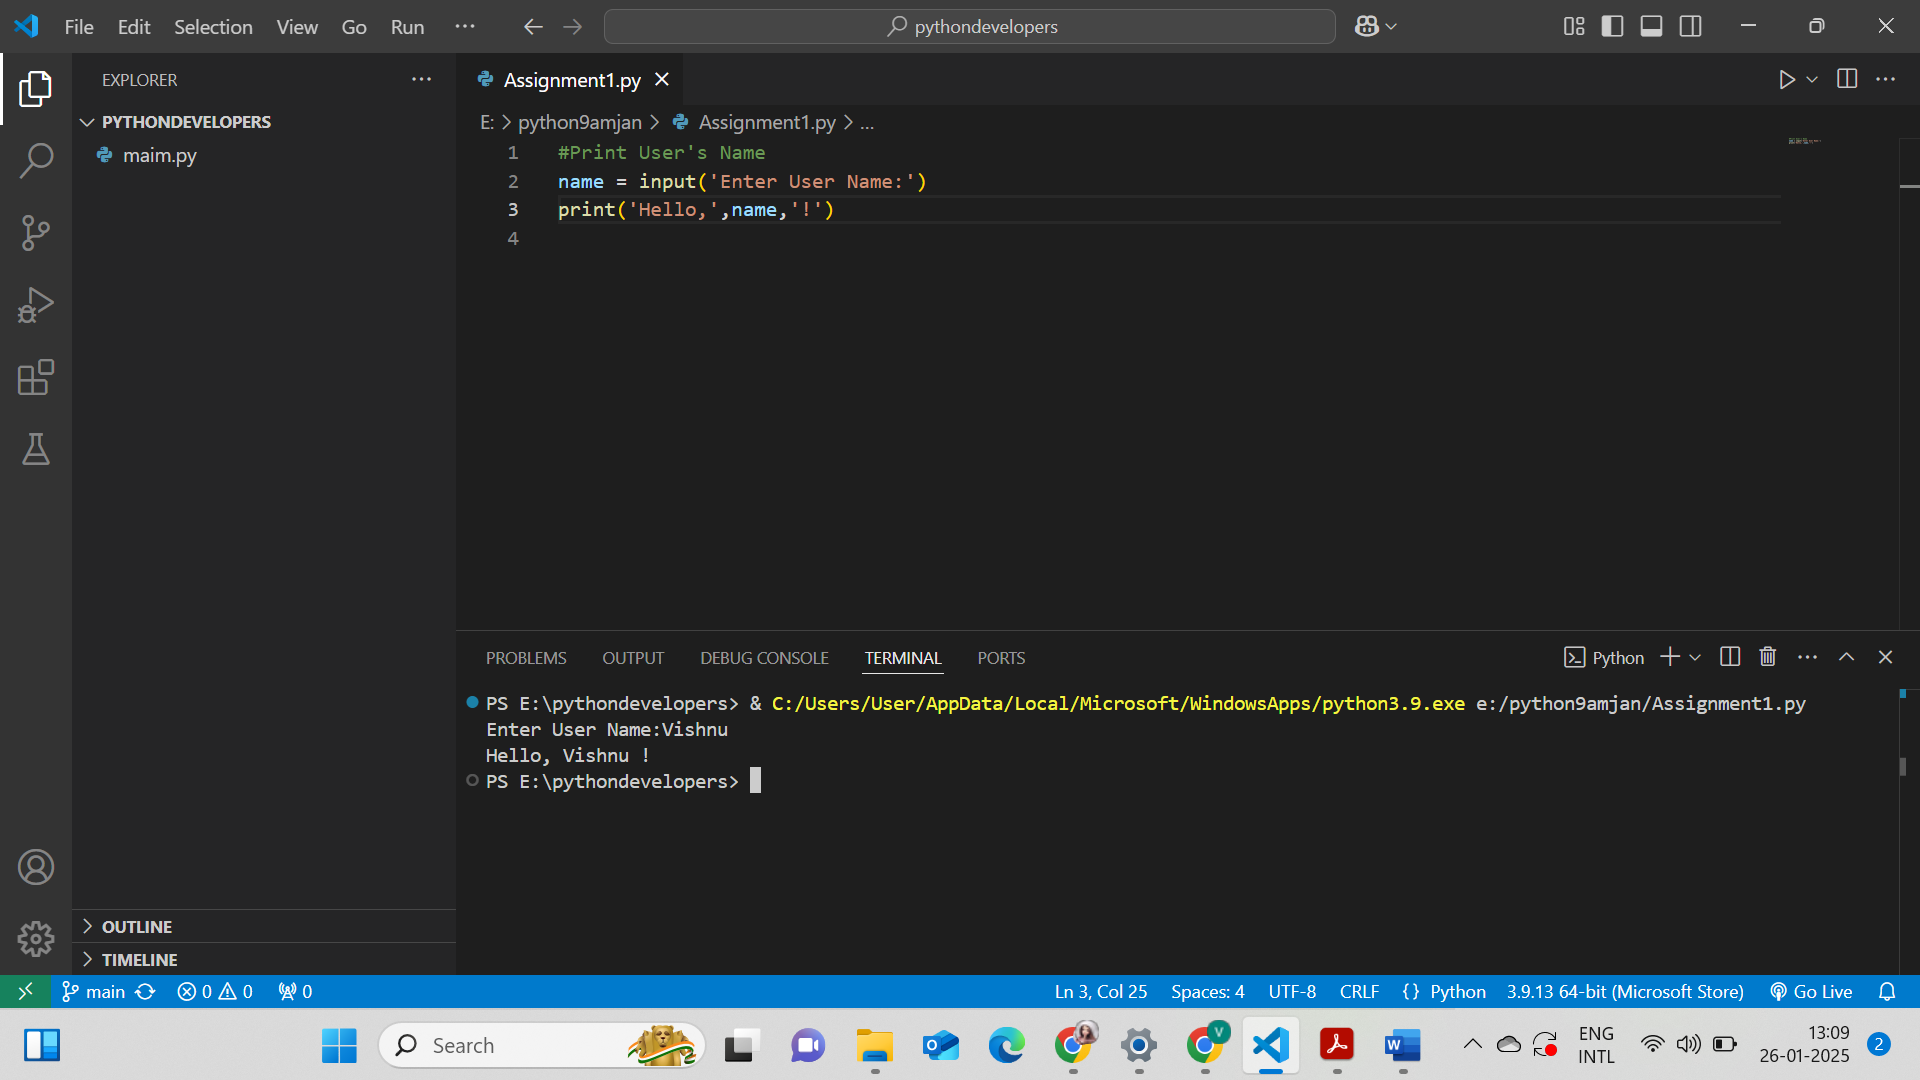 File Edit Selection View Go Run ··· pythondevelopers
EXPLORER ···
PYTHONDEVELOPERS
maim.py
OUTLINE
TIMELINE
Assignment1.py
E: > python9amjan > Assignment1.py > ...
1 #Print User's Name
2 name = input('Enter User Name:')
3 print('Hello,',name,'!')
4
PROBLEMS OUTPUT DEBUG CONSOLE TERMINAL PORTS Python
PS E:\pythondevelopers> & C:/Users/User/AppData/Local/Microsoft/WindowsApps/python3.9.exe e:/python9amjan/Assignment1.py
Enter User Name:Vishnu
Hello, Vishnu !
PS E:\pythondevelopers>
main 0 0 0 Ln 3, Col 25 Spaces: 4 UTF-8 CRLF {} Python 3.9.13 64-bit (Microsoft Store) Go Live
Search
V
ENG
INTL
13:09
26-01-2025
2